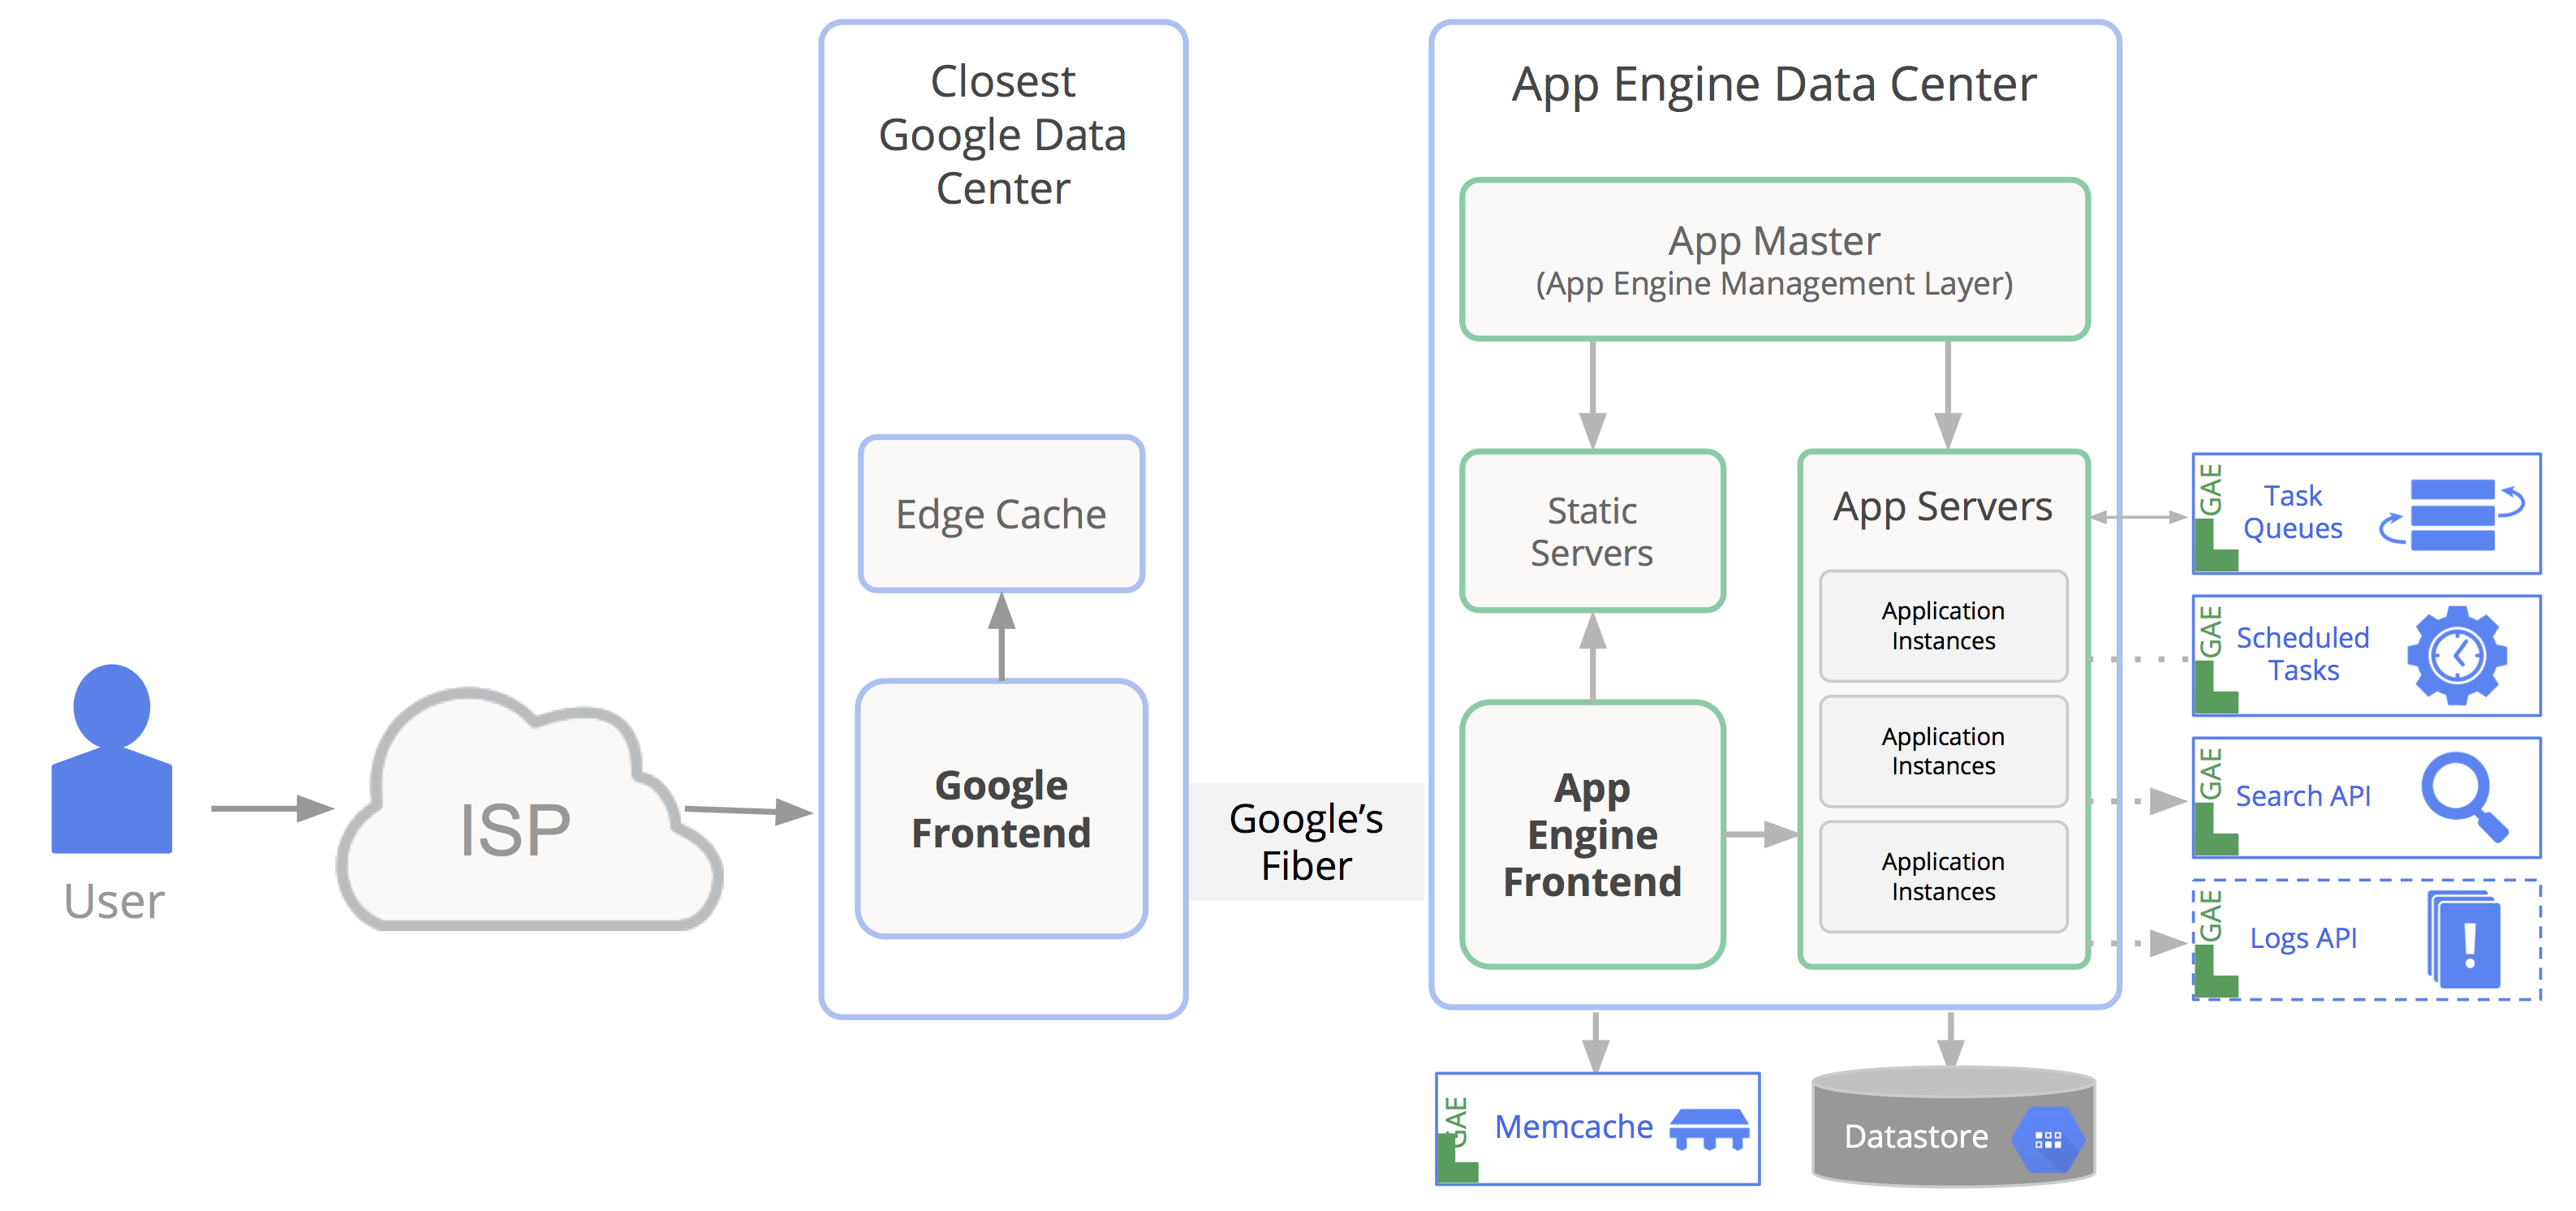 Closest
Google Data
Center
Edge Cache
Google
Frontend
User
ISP
Google’s
Fiber
App Engine Data Center
App Master
(App Engine Management Layer)
Static
Servers
App Servers
Application
Instances
Application
Instances
Application
Instances
App
Engine
Frontend
GAE
Task
Queues
GAE
Scheduled
Tasks
GAE
Search API
GAE
Logs API
GAE
Memcache
Datastore